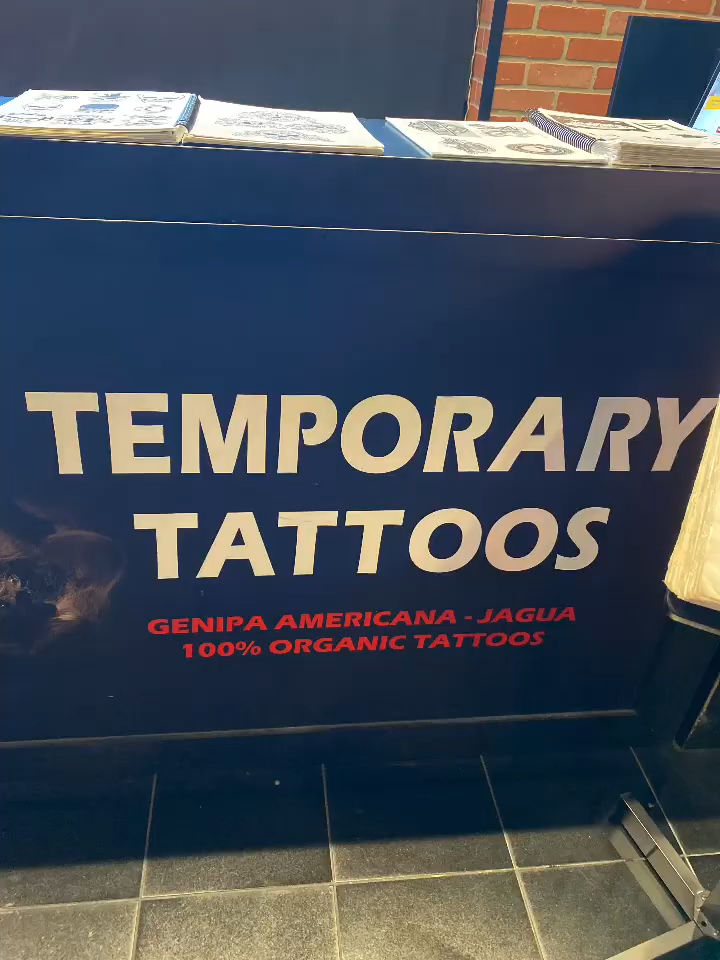 TEMPORARY
TATTOOS
GENIPA AMERICANA - JAGUA
100% ORGANIC TATTOOS